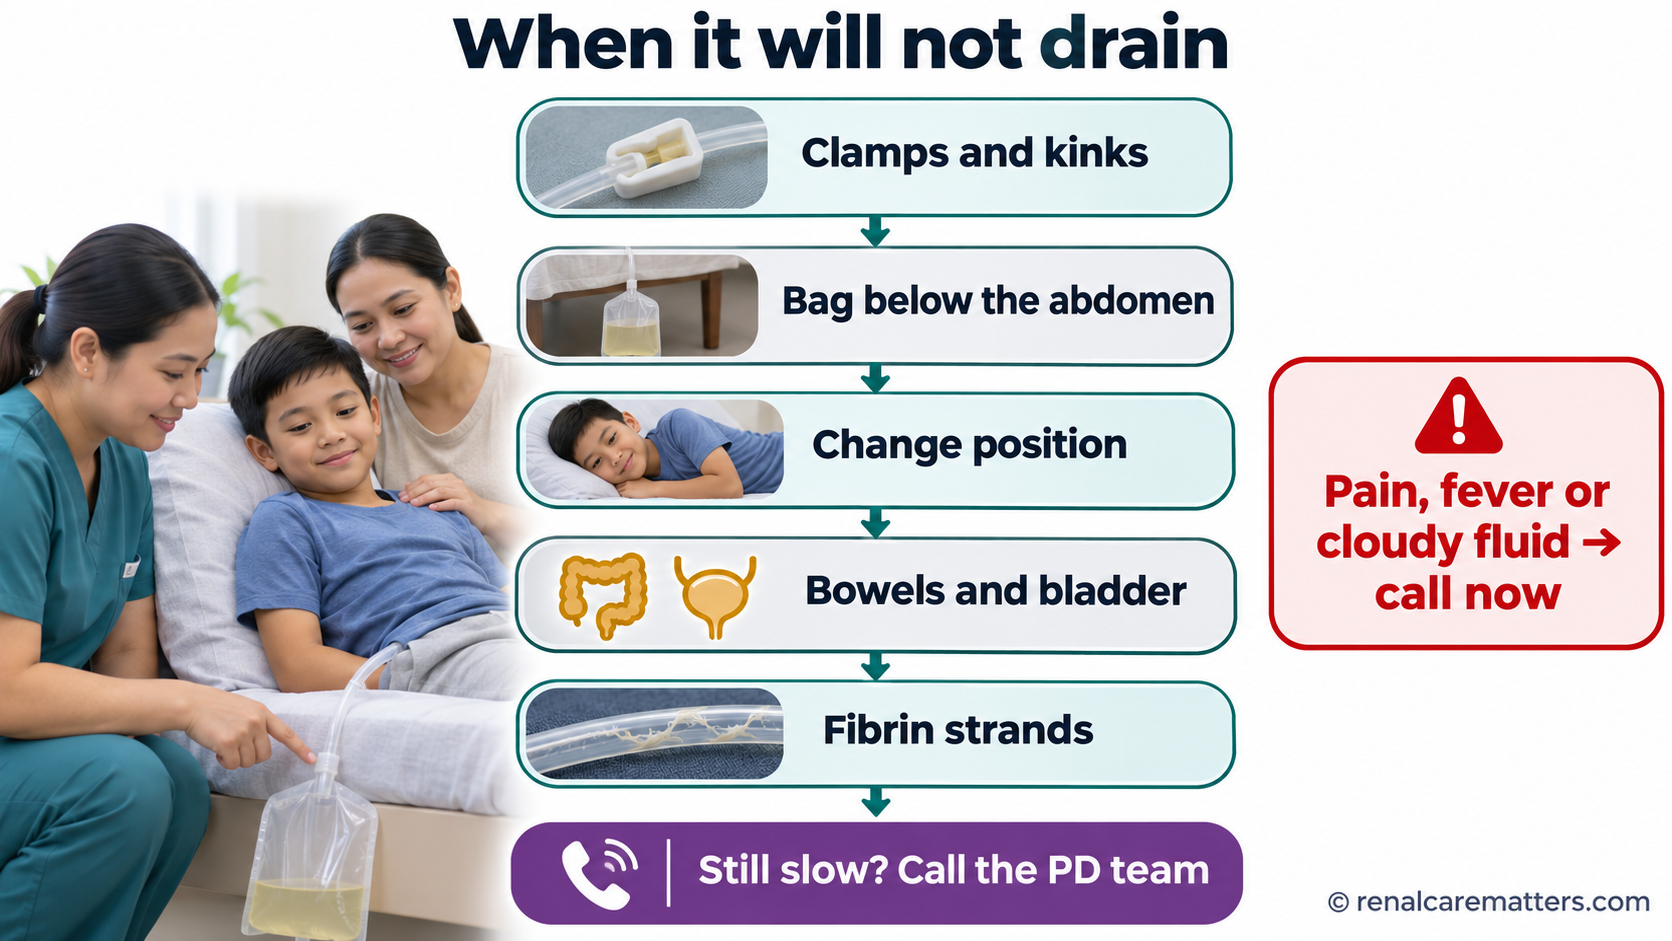 When it will not drain
Clamps and kinks
Bag below the abdomen
Change position
Bowels and bladder
Fibrin strands
Still slow? Call the PD team
Pain, fever or
cloudy fluid →
call now
© renalcarematters.com